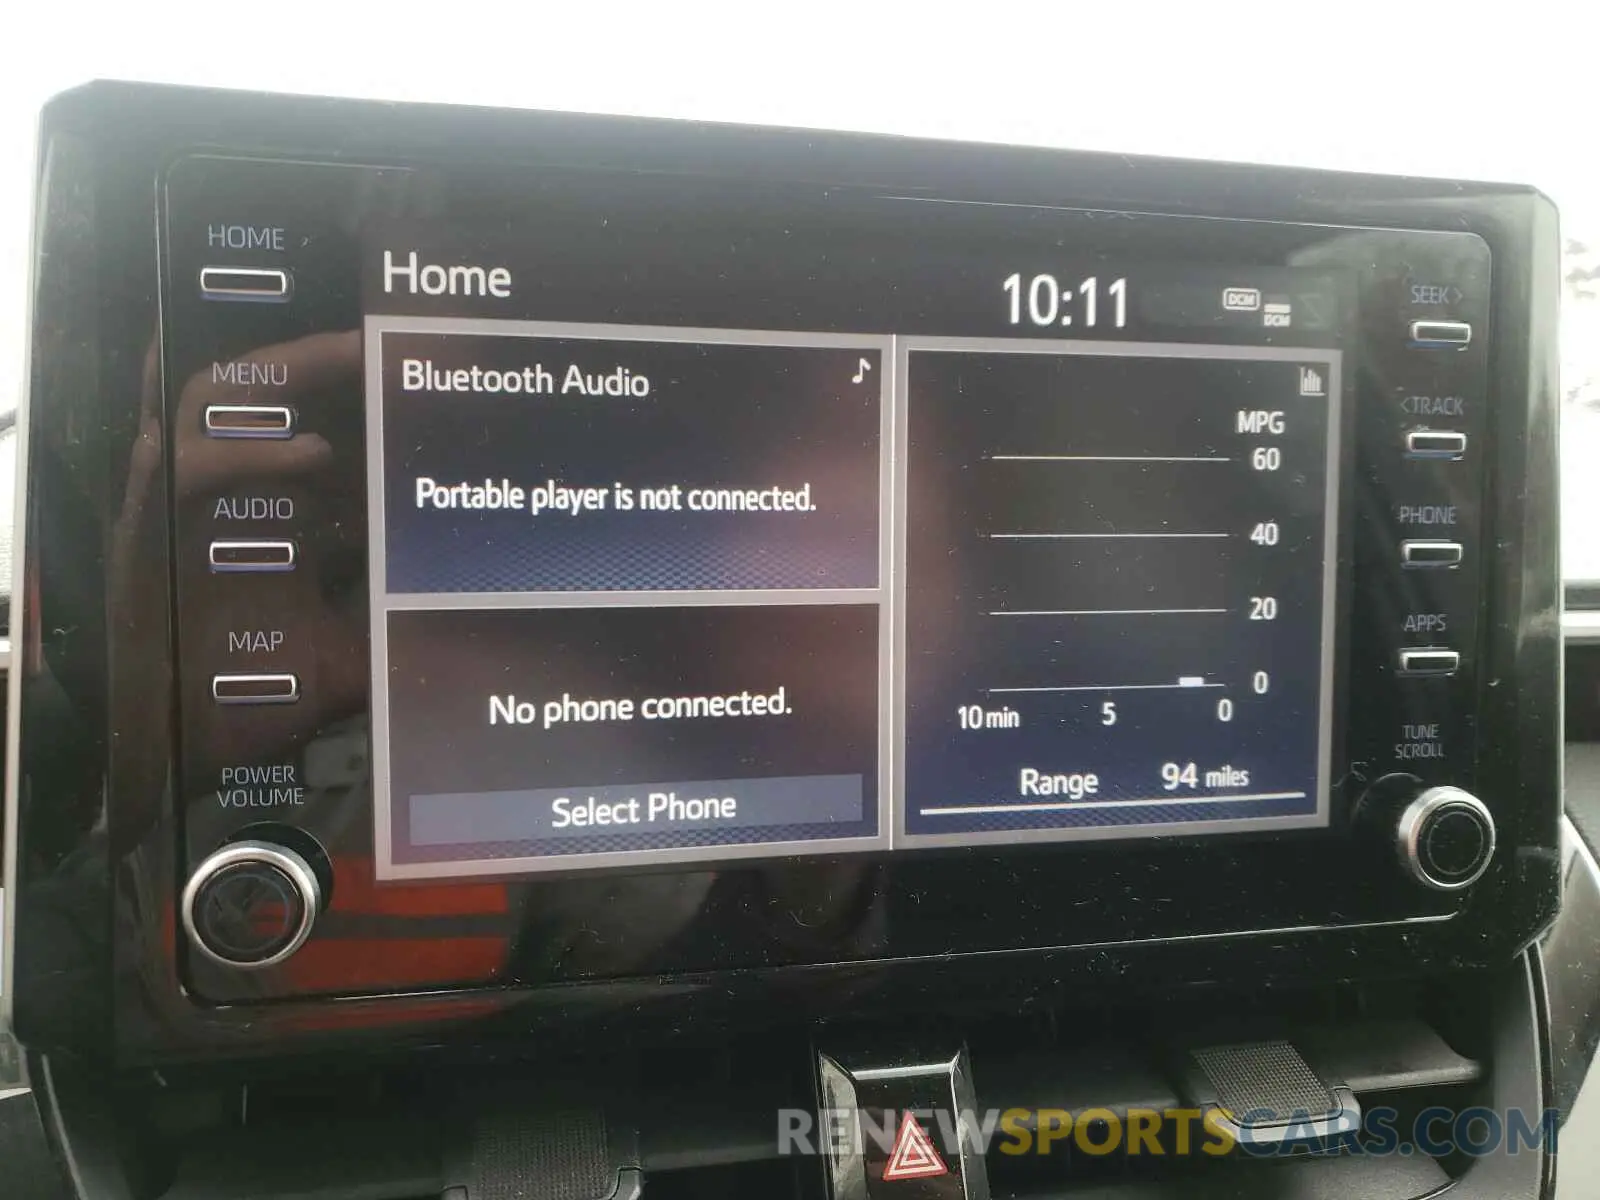 HOME
MENU
AUDIO
MAP
POWER
VOLUME
Home
10:11
DCM
DCM
Bluetooth Audio
Portable player is not connected.
No phone connected.
Select Phone
MPG
60
40
20
0
10 min 5 0
Range 94 miles
SEEK >
< TRACK
PHONE
APPS
TUNE
SCROLL
RENEWSPORTSCARS.COM